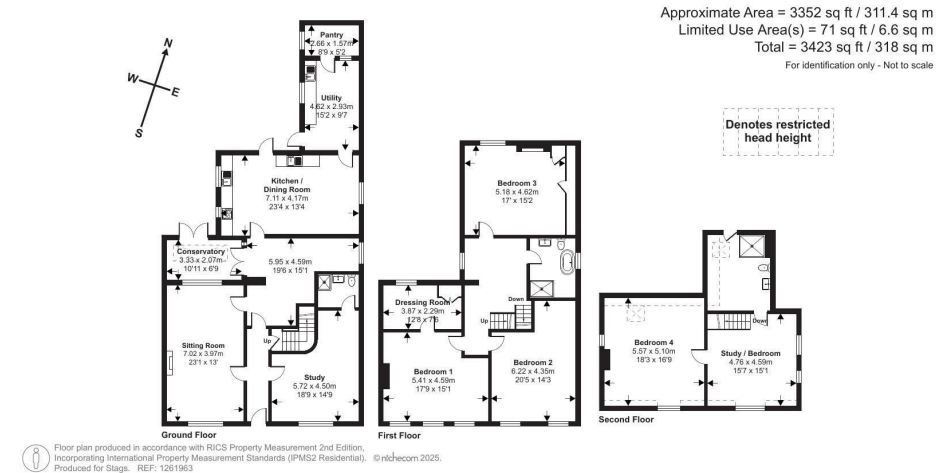 Approximate Area = 3352 sq ft / 311.4 sq m
Limited Use Area(s) = 71 sq ft / 6.6 sq m
Total = 3423 sq ft / 318 sq m
For identification only - Not to scale
N
W
E
S
Denotes restricted
head height
Pantry
2.66 x 1.57m
8'9 x 5'2
Utility
4.62 x 2.93m
15'2 x 9'7
Kitchen /
Dining Room
7.11 x 4.17m
23'4 x 13'4
Conservatory
3.33 x 2.07m
10'11 x 6'9
5.95 x 4.59m
19'6 x 15'1
Sitting Room
7.02 x 3.97m
23'1 x 13'
Up
Study
5.72 x 4.50m
18'9 x 14'9
Ground Floor
Bedroom 3
5.18 x 4.62m
17' x 15'2
Dressing Room
3.87 x 2.29m
12'8 x 7'6
Down
Up
Bedroom 1
5.41 x 4.59m
17'9 x 15'1
Bedroom 2
6.22 x 4.35m
20'5 x 14'3
First Floor
Down
Bedroom 4
5.57 x 5.10m
18'3 x 16'9
Study / Bedroom
4.76 x 4.59m
15'7 x 15'1
Second Floor
Floor plan produced in accordance with RICS Property Measurement 2nd Edition,
Incorporating International Property Measurement Standards (IPMS2 Residential). © ntchecom 2025.
Produced for Stags. REF: 1261963